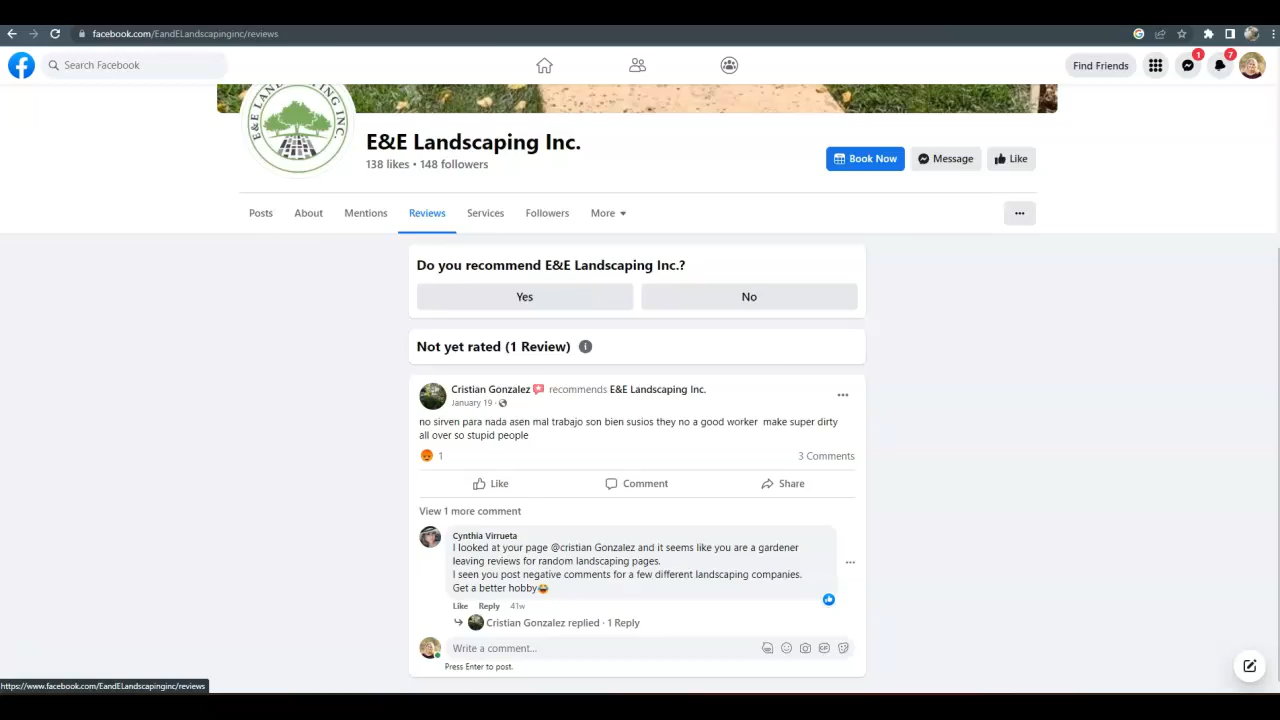 facebook.com/EandELandscapinginc/reviews
Search Facebook
Find Friends
1
7
E&E LANDSCAPING INC.
E&E Landscaping Inc.
138 likes • 148 followers
Book Now
Message
Like
Posts
About
Mentions
Reviews
Services
Followers
More
Do you recommend E&E Landscaping Inc.?
Yes
No
Not yet rated (1 Review)
Cristian Gonzalez recommends E&E Landscaping Inc.
January 19 ·
no sirven para nada asen mal trabajo son bien susios they no a good worker make super dirty
all over so stupid people
1
3 Comments
Like
Comment
Share
View 1 more comment
Cynthia Virrueta
I looked at your page @cristian Gonzalez and it seems like you are a gardener
leaving reviews for random landscaping pages.
I seen you post negative comments for a few different landscaping companies.
Get a better hobby😂
Like Reply 41w
Cristian Gonzalez replied · 1 Reply
Write a comment...
GIF
Press Enter to post.
https://www.facebook.com/EandELandscapinginc/reviews